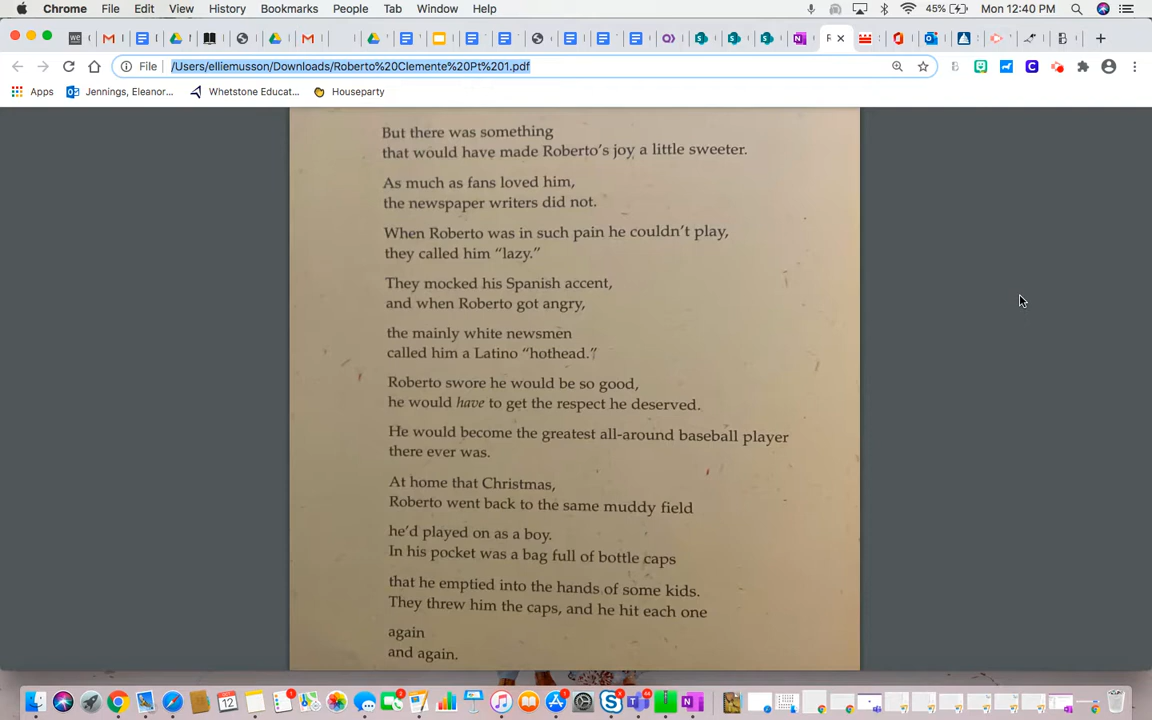 Chrome File Edit View History Bookmarks People Tab Window Help 45% Mon 12:40 PM
File /Users/elliemusson/Downloads/Roberto%20Clemente%20Pt%201.pdf
Apps Jennings, Eleanor... Whetstone Educat... Houseparty
But there was something
that would have made Roberto's joy a little sweeter.
As much as fans loved him,
the newspaper writers did not.
When Roberto was in such pain he couldn't play,
they called him "lazy."
They mocked his Spanish accent,
and when Roberto got angry,
the mainly white newsmen
called him a Latino "hothead."
Roberto swore he would be so good,
he would have to get the respect he deserved.
He would become the greatest all-around baseball player
there ever was.
At home that Christmas,
Roberto went back to the same muddy field
he'd played on as a boy.
In his pocket was a bag full of bottle caps
that he emptied into the hands of some kids.
They threw him the caps, and he hit each one
again
and again.